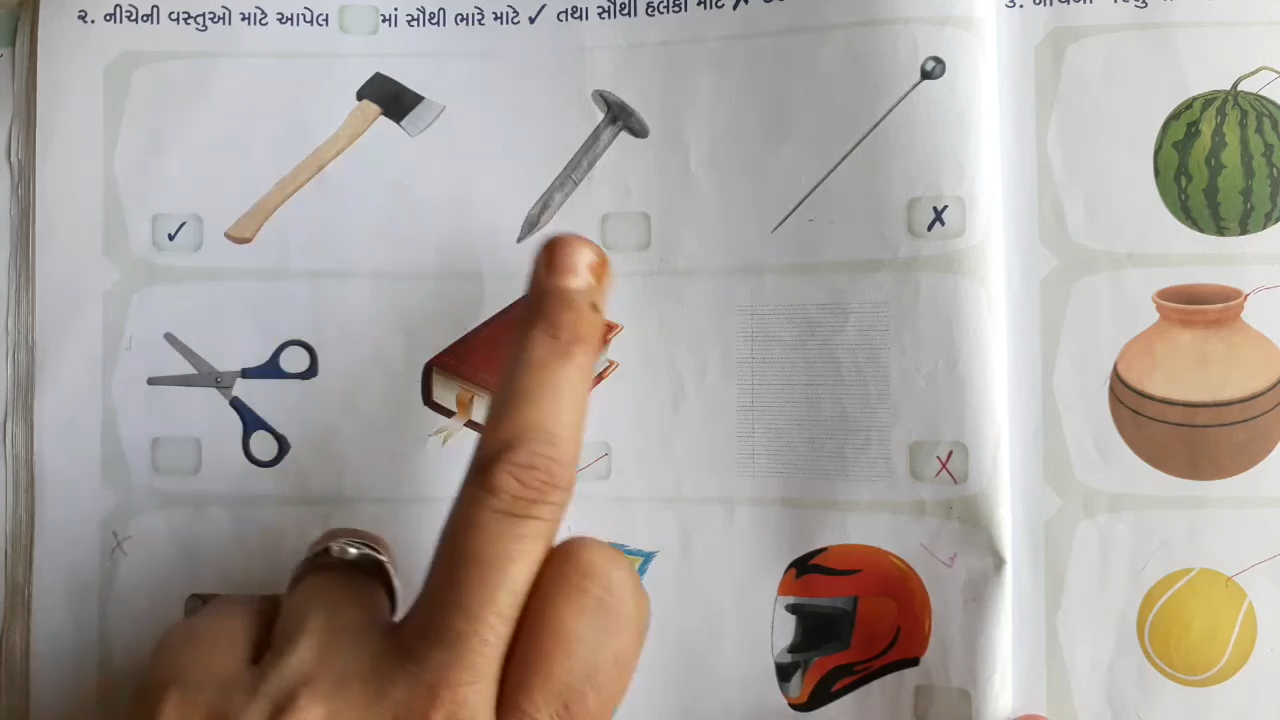 ૨. નીચેની વસ્તુઓ માટે આપેલ માં સૌથી ભારે માટે ✓ તથા સૌથી હલકા માટે ✗
✓
✗
✗